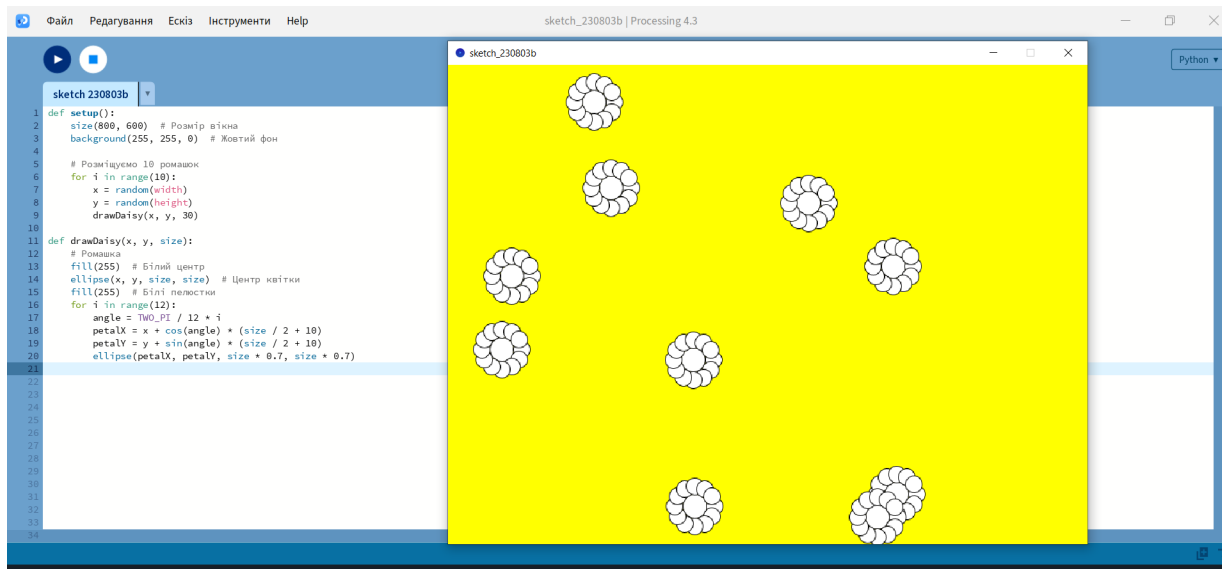 Файл Редагування Ескіз Інструменти Help
sketch_230803b | Processing 4.3
sketch_230803b
Python
sketch 230803b
1 def setup():
2 size(800, 600) # Розмір вікна
3 background(255, 255, 0) # Жовтий фон
4
5 # Розміщуємо 10 ромашок
6 for i in range(10):
7 x = random(width)
8 y = random(height)
9 drawDaisy(x, y, 30)
10
11 def drawDaisy(x, y, size):
12 # Ромашка
13 fill(255) # Білий центр
14 ellipse(x, y, size, size) # Центр квітки
15 fill(255) # Білі пелюстки
16 for i in range(12):
17 angle = TWO_PI / 12 * i
18 petalX = x + cos(angle) * (size / 2 + 10)
19 petalY = y + sin(angle) * (size / 2 + 10)
20 ellipse(petalX, petalY, size * 0.7, size * 0.7)
21
22
23
24
25
26
27
28
29
30
31
32
33
34